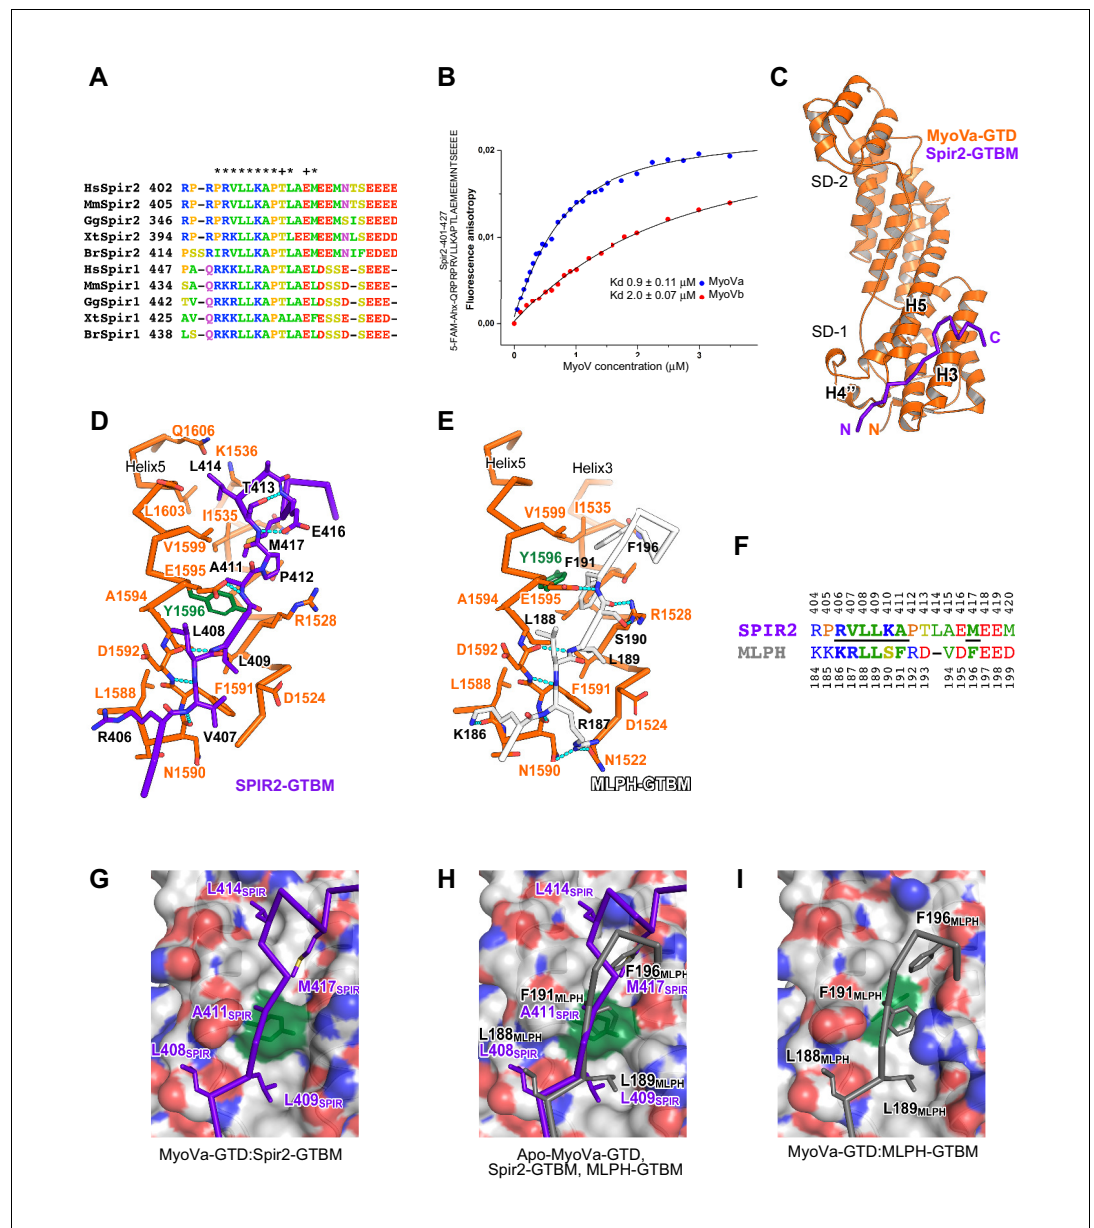 A
********+* +*
HsSpir2 402 RP-RPRVLLKAPTLAEMEEMNTSEEEE
MmSpir2 405 RP-RPRVLLKAPTLAEMEEMNTSEEEE
GgSpir2 346 RP-RPRVLLKAPTLAEMEEMSISEEED
XtSpir2 394 RP-RPRKLLKAPTLEEMEELNLSEEDD
BrSpir2 414 PSSRIRVLLKAPTLAEMEEMNIFEDED
HsSpir1 447 PA-QRKKLLRAPTLAELDSSE-SEEE-
MmSpir1 434 SA-QRKKLLKAPTLAELDSSE-SEEE-
GgSpir1 442 TV-QRKKLLKAPTLAELDSSD-SEEE-
XtSpir1 425 AV-QRKKLLKAPALAELFESSE-SEEE-
BrSpir1 438 LS-QRKKLLKAPTLAELDSSDSDEEE-
B
Spir2-401-427
5-FAM-Ahx-QRPRPRVLLKAPTLAEMEEMNTSEEEEE
Fluorescence anisotropy
0,02
0,01
0,00
Kd 0.9 ± 0.11 µM MyoVa
Kd 2.0 ± 0.07 µM MyoVb
0 1 2 3
MyoV concentration (µM)
C
MyoVa-GTD
Spir2-GTBM
SD-2
H5
SD-1
C
H3
H4”
N N
D
Q1606
K1536
Helix5
L414
T413
L1603
I1535
E416
V1599
M417
A411
E1595
P412
A1594
Y1596
R1528
L408
D1592
L409
L1588
F1591
D1524
R406
V407
N1590
SPIR2-GTBM
E
Helix5
Helix3
V1599
I1535
Y1596
F191
F196
A1594
E1595
R1528
L188
S190
D1592
L189
L1588
F1591
D1524
K186
R187
N1590
N1522
MLPH-GTBM
F
404 405 406 407 408 409 410 411 412 413 414 415 416 417 418 419 420
SPIR2 RPRVLLKAPTLAEMEEM
MLPH KKKRLLSFRD-VDFEED
184 185 186 187 188 189 190 191 192 193 194 195 196 197 198 199
G
L414SPIR
M417SPIR
A411SPIR
L408SPIR
L409SPIR
MyoVa-GTD:Spir2-GTBM
H
L414SPIR
F196MLPH
M417SPIR
F191MLPH
A411SPIR
L188MLPH
L408SPIR
L189MLPH
L409SPIR
Apo-MyoVa-GTD,
Spir2-GTBM, MLPH-GTBM
I
F196MLPH
F191MLPH
L188MLPH
L189MLPH
MyoVa-GTD:MLPH-GTBM